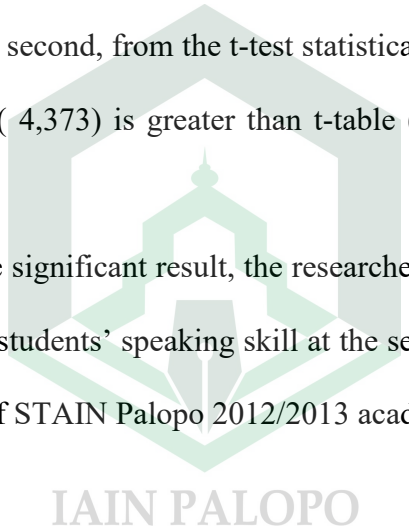 second, from the t-test statistical
( 4,373) is greater than t-table (
significant result, the researche
students’ speaking skill at the se
f STAIN Palopo 2012/2013 acad
IAIN PALOPO